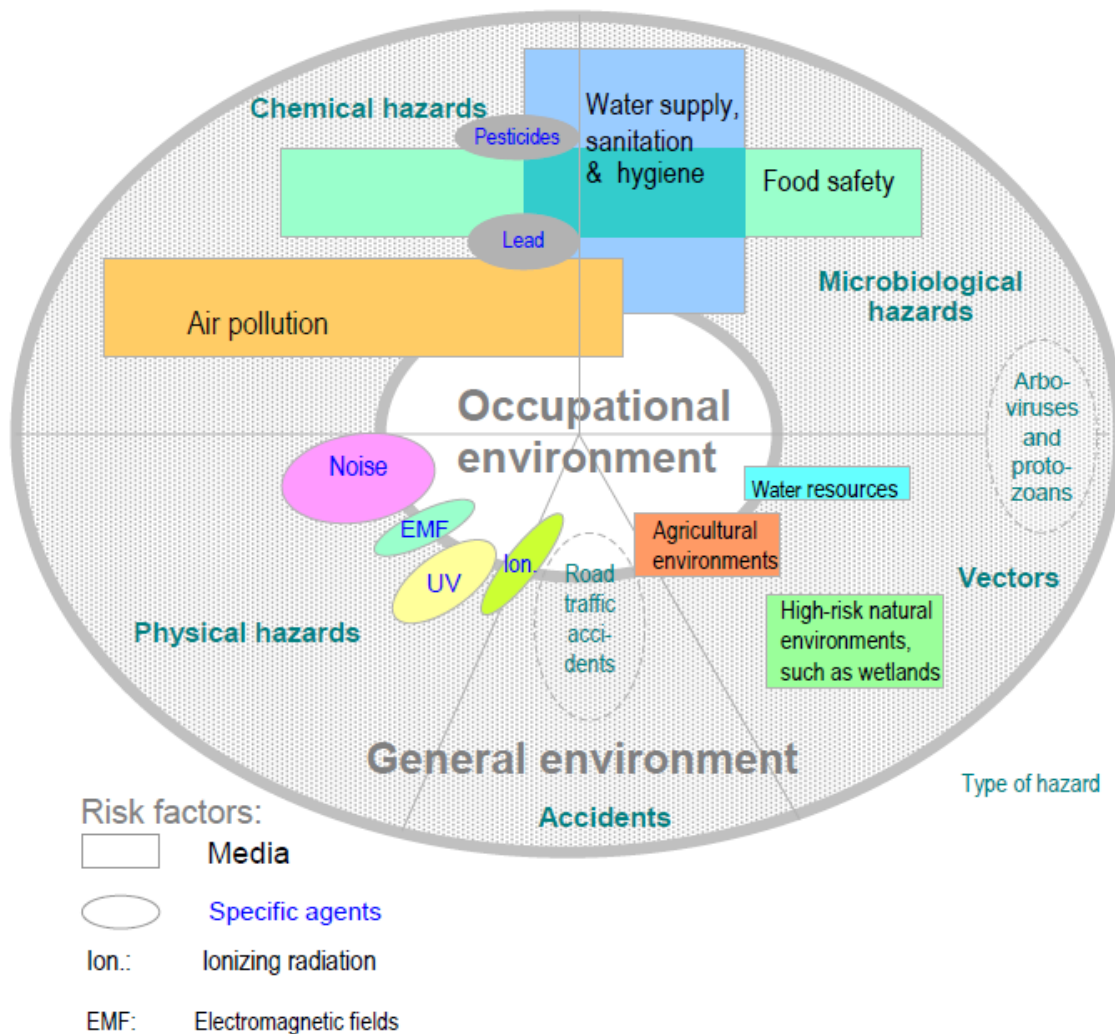 Chemical hazards
Pesticides
Water supply,
sanitation
& hygiene
Food safety
Lead
Air pollution
Microbiological
hazards
Arbo-
viruses
and
proto-
zoans
Occupational
environment
Noise
EMF
UV
Ion.
Road
traffic
acci-
dents
Water resources
Agricultural
environments
Vectors
High-risk natural
environments,
such as wetlands
Physical hazards
General environment
Accidents
Type of hazard
Risk factors:
Media
Specific agents
Ion.: Ionizing radiation
EMF: Electromagnetic fields